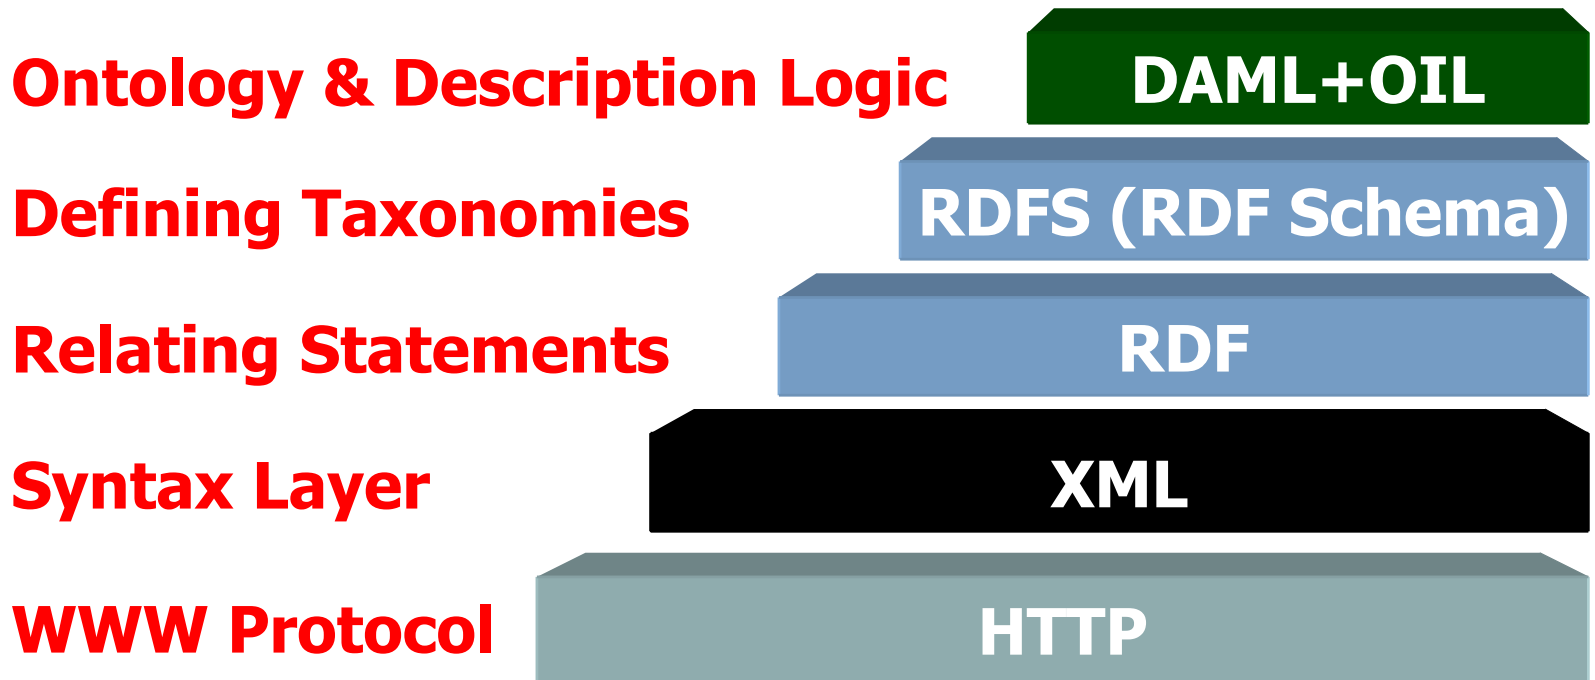 Ontology & Description Logic DAML+OIL
Defining Taxonomies RDFS (RDF Schema)
Relating Statements RDF
Syntax Layer XML
WWW Protocol HTTP